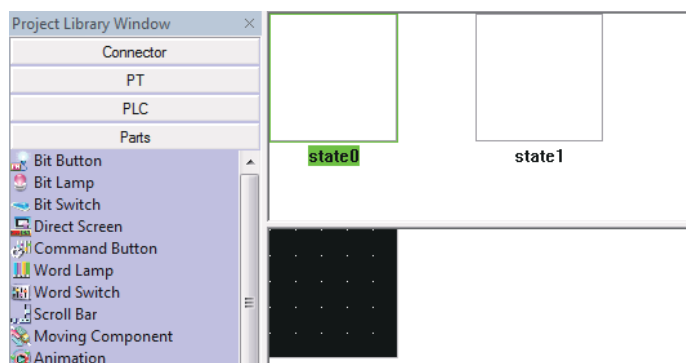 Project Library Window
Connector
PT
PLC
Parts
Bit Button
Bit Lamp
Bit Switch
Direct Screen
Command Button
Word Lamp
Word Switch
Scroll Bar
Moving Component
Animation
state0
state1